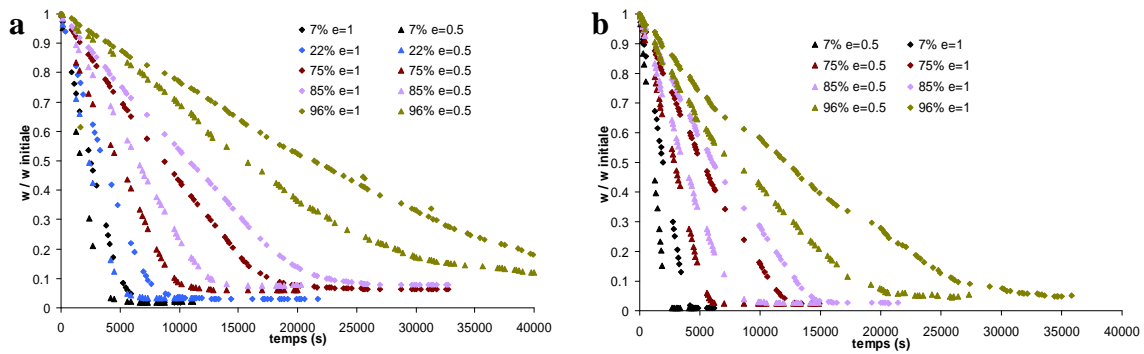 a
w / w initiale
1
0.9
0.8
0.7
0.6
0.5
0.4
0.3
0.2
0.1
0
0 5000 10000 15000 20000 25000 30000 35000 40000
temps (s)
7% e=1 7% e=0.5
22% e=1 22% e=0.5
75% e=1 75% e=0.5
85% e=1 85% e=0.5
96% e=1 96% e=0.5
b
w / w initiale
1
0.9
0.8
0.7
0.6
0.5
0.4
0.3
0.2
0.1
0
0 5000 10000 15000 20000 25000 30000 35000 40000
temps (s)
7% e=0.5 7% e=1
75% e=0.5 75% e=1
85% e=0.5 85% e=1
96% e=0.5 96% e=1